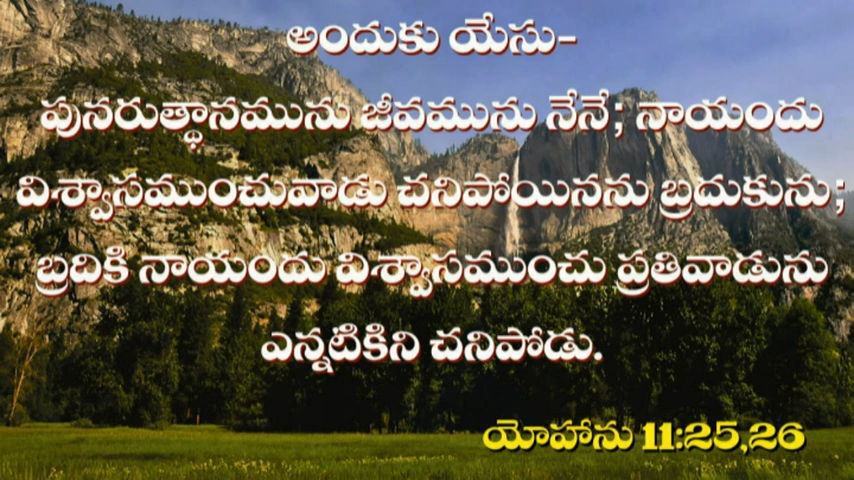 అందుకు యేసు-
పునరుత్థానమును జీవమును నేనే; నాయందు
విశ్వాసముంచువాడు చనిపోయినను బ్రదుకును;
బ్రదికి నాయందు విశ్వాసముంచు ప్రతివాడును
ఎన్నటికిని చనిపోడు.
యోహాను 11:25,26